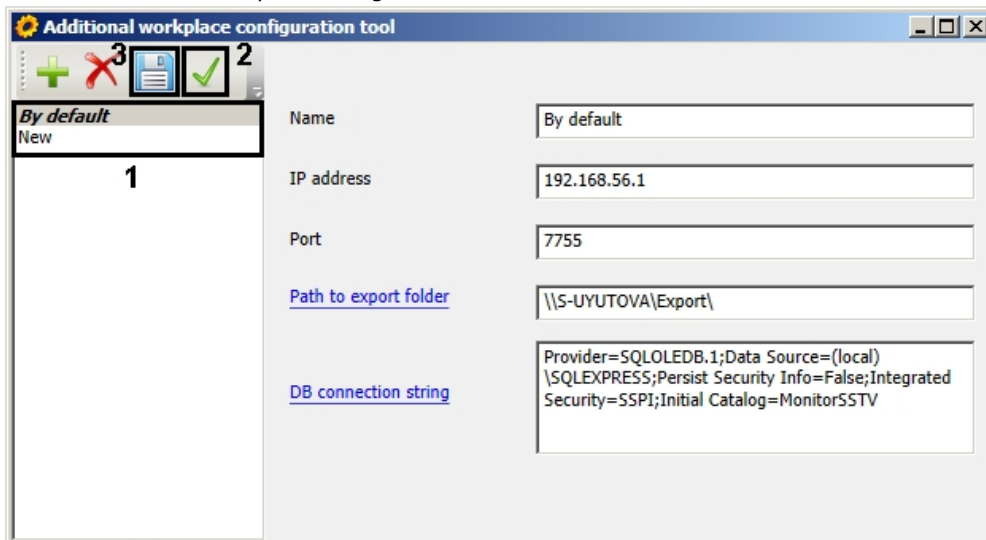 Additional workplace configuration tool
3
2
By default
New
1
Name
By default
IP address
192.168.56.1
Port
7755
Path to export folder
\\S-UYUTOVA\Export\
DB connection string
Provider=SQLOLEDB.1;Data Source=(local)
\SQLEXPRESS;Persist Security Info=False;Integrated
Security=SSPI;Initial Catalog=MonitorSSTV